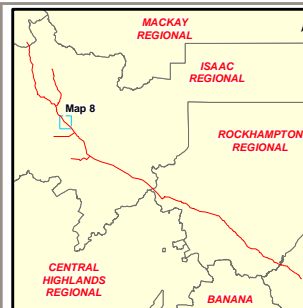 MACKAY
REGIONAL
ISAAC
REGIONAL
Map 8
ROCKHAMPTON
REGIONAL
CENTRAL
HIGHLANDS
REGIONAL
BANANA